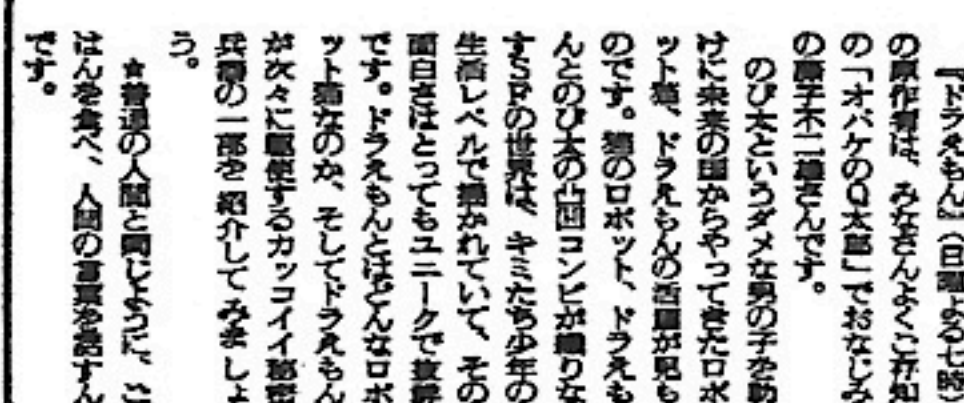 『ドラえもん』（日曜よる七時）
の原作者は、みなさんよくご存知
の「オバケのQ太郎」でおなじみ
の藤子不二雄さんです。
のび太というダメな男の子を助
けに未来の国からやってきたロボ
ット猫、ドラえもんの活躍が見も
のです。猫のロボット、ドラえも
んとのび太の凸凹コンビが織りな
すSFの世界は、キミたち少年の
生活レベルで描かれていて、その
面白さはとってもユニークで抜群
です。ドラえもんとはどんなロボ
ット猫なのか、そしてドラえもん
が次々に駆使するカッコイイ秘密
兵器の一部を紹介してみましょ
う。
☆普通の人間と同じように、ご
はんを食べ、人間の言葉を話すん
です。